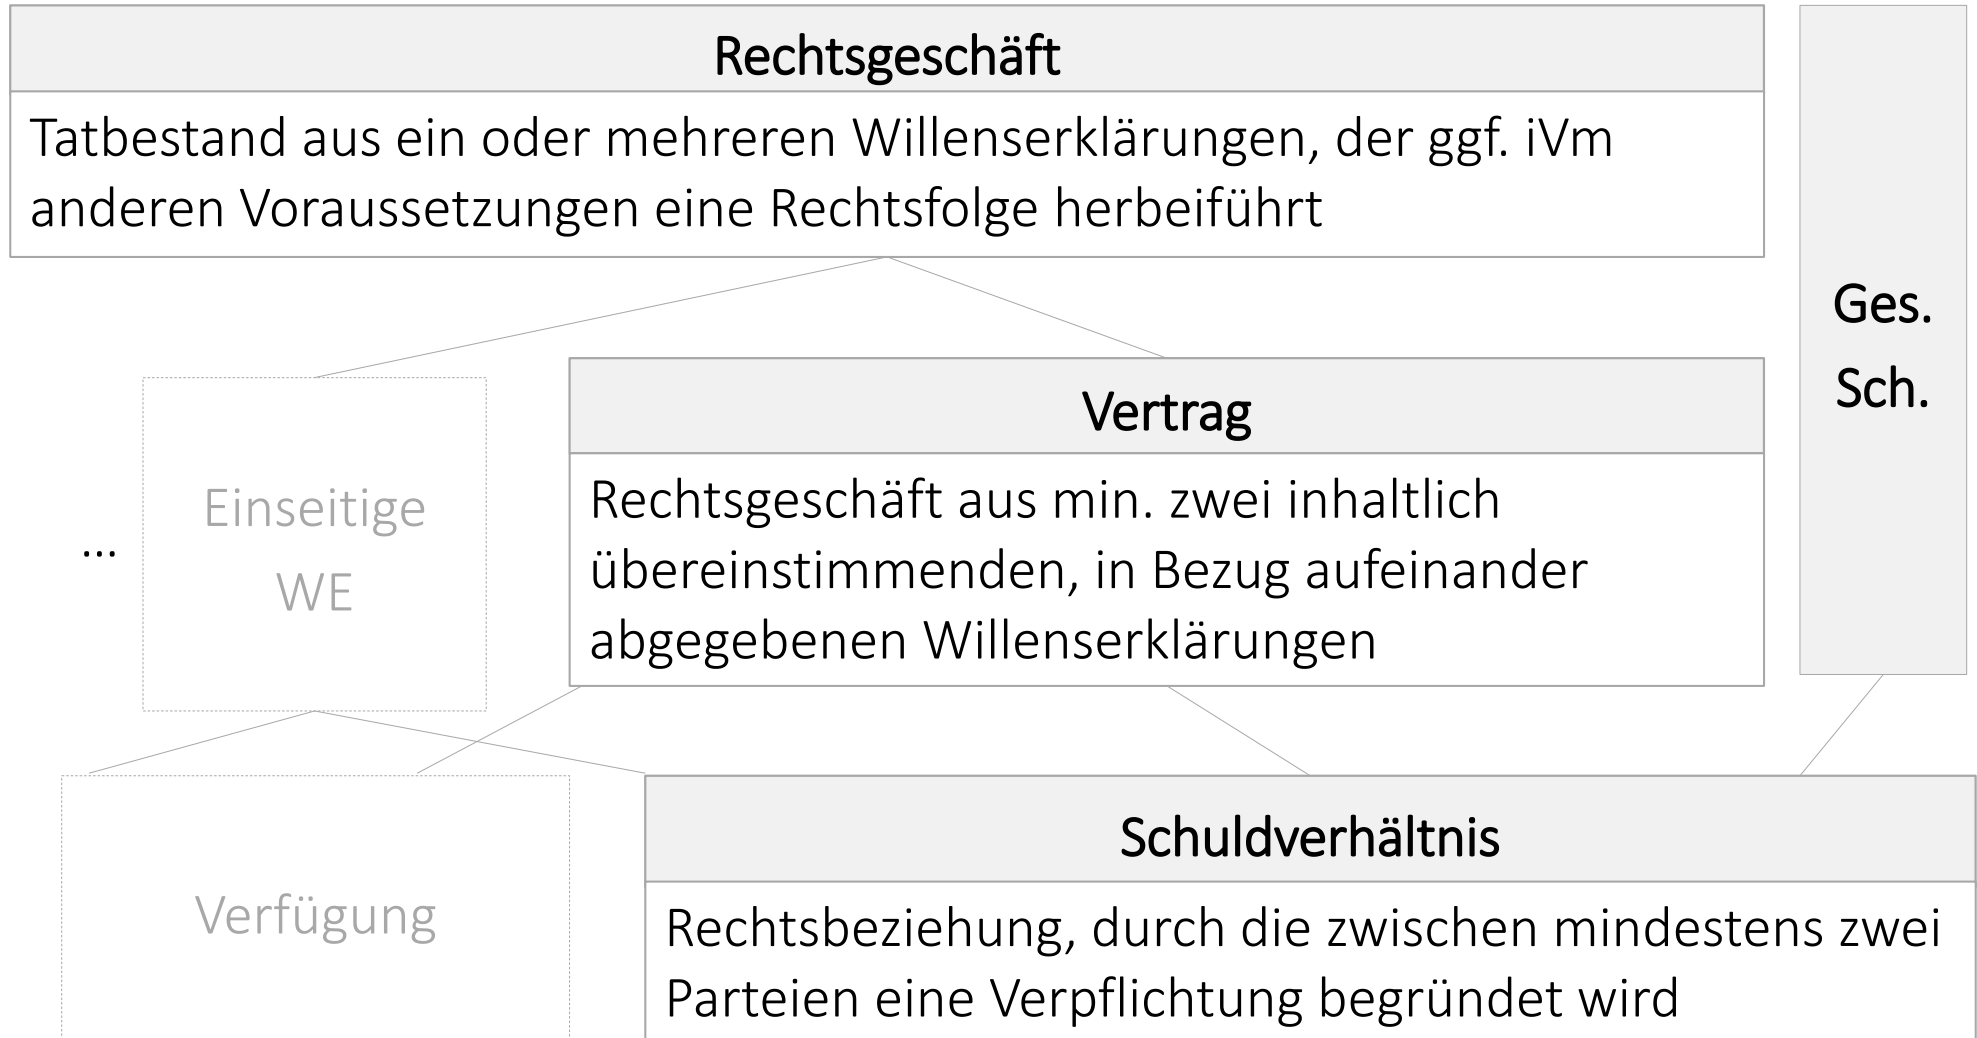 Rechtsgeschäft
Tatbestand aus ein oder mehreren Willenserklärungen, der ggf. iVm
anderen Voraussetzungen eine Rechtsfolge herbeiführt
Ges.
Sch.
...
Einseitige
WE
Vertrag
Rechtsgeschäft aus min. zwei inhaltlich
übereinstimmenden, in Bezug aufeinander
abgegebenen Willenserklärungen
Verfügung
Schuldverhältnis
Rechtsbeziehung, durch die zwischen mindestens zwei
Parteien eine Verpflichtung begründet wird